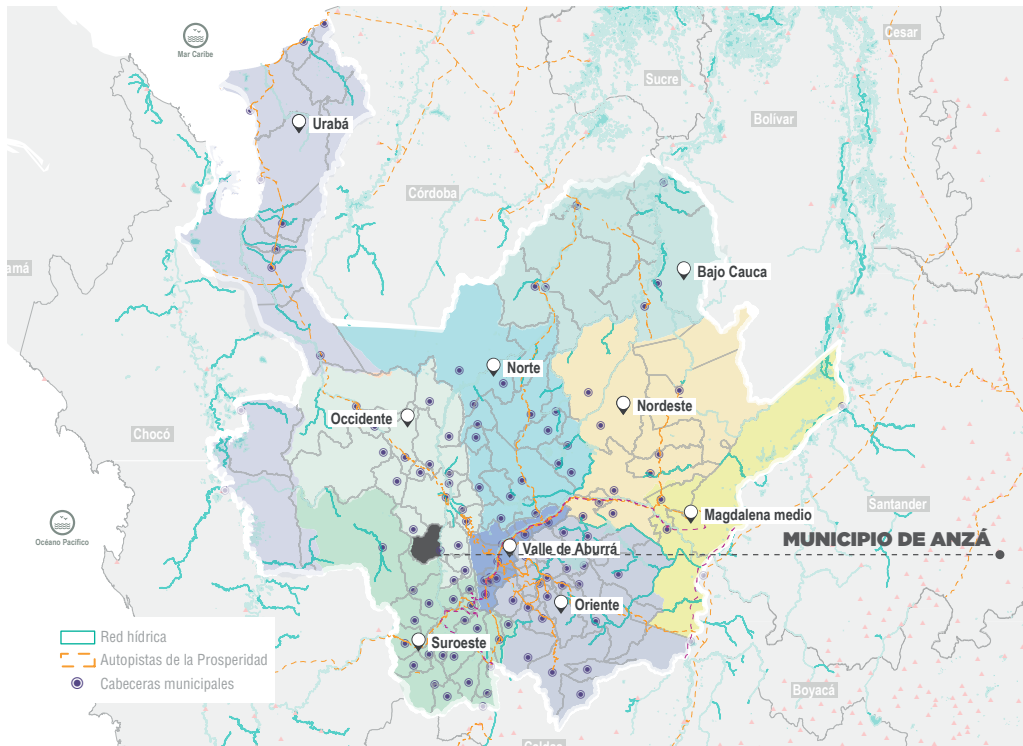 Cesar
Mar Caribe
Sucre
Bolívar
Urabá
Córdoba
amá
Bajo Cauca
Norte
Nordeste
Occidente
Chocó
Santander
Magdalena medio
Océano Pacífico
MUNICIPIO DE ANZÁ
Valle de Aburrá
Oriente
Red hídrica
Suroeste
Autopistas de la Prosperidad
Cabeceras municipales
Boyacá